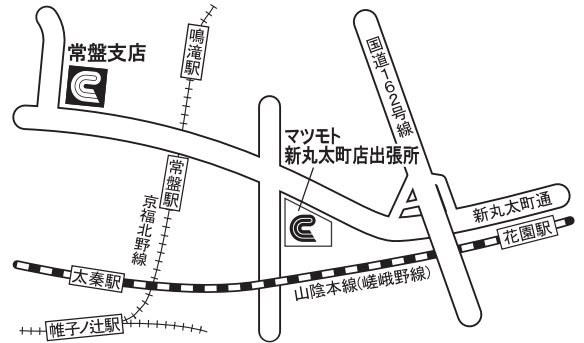 鳴滝駅
常盤支店
国道162号線
マツモト
新丸太町店出張所
常盤駅
京福北野線
新丸太町通
花園駅
太秦駅
山陰本線(嵯峨野線)
帷子ノ辻駅